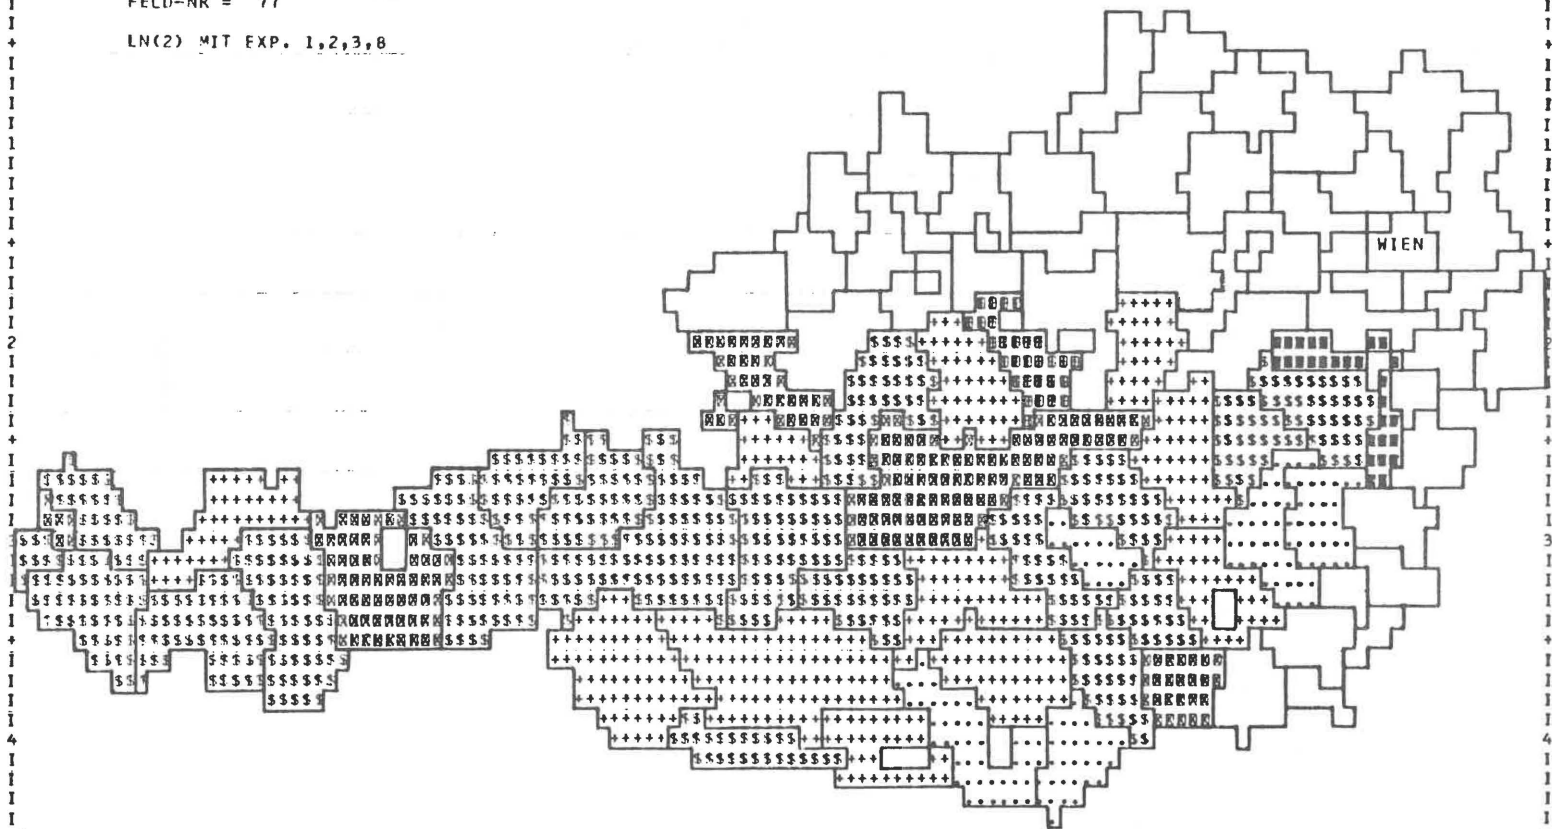 FELD-NR = 77
LN(2) MIT EXP. 1,2,3,8
WIEN